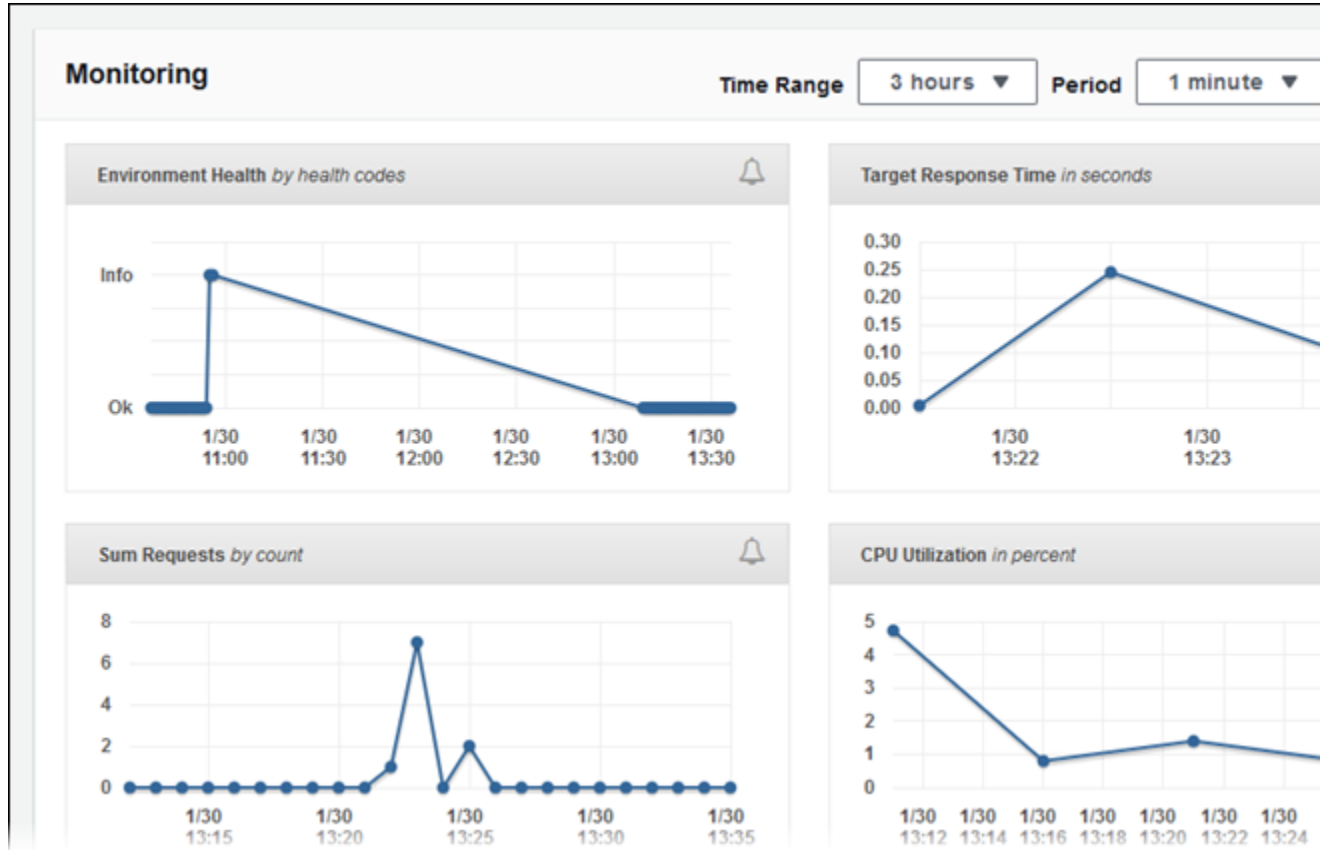 Monitoring
Time Range 3 hours ▼ Period 1 minute ▼
Environment Health by health codes
Info
Ok
1/30 1/30 1/30 1/30 1/30 1/30
11:00 11:30 12:00 12:30 13:00 13:30
Target Response Time in seconds
0.30
0.25
0.20
0.15
0.10
0.05
0.00
1/30 1/30
13:22 13:23
Sum Requests by count
8
6
4
2
0
1/30 1/30 1/30 1/30 1/30
13:15 13:20 13:25 13:30 13:35
CPU Utilization in percent
5
4
3
2
1
0
1/30 1/30 1/30 1/30 1/30 1/30 1/30
13:12 13:14 13:16 13:18 13:20 13:22 13:24